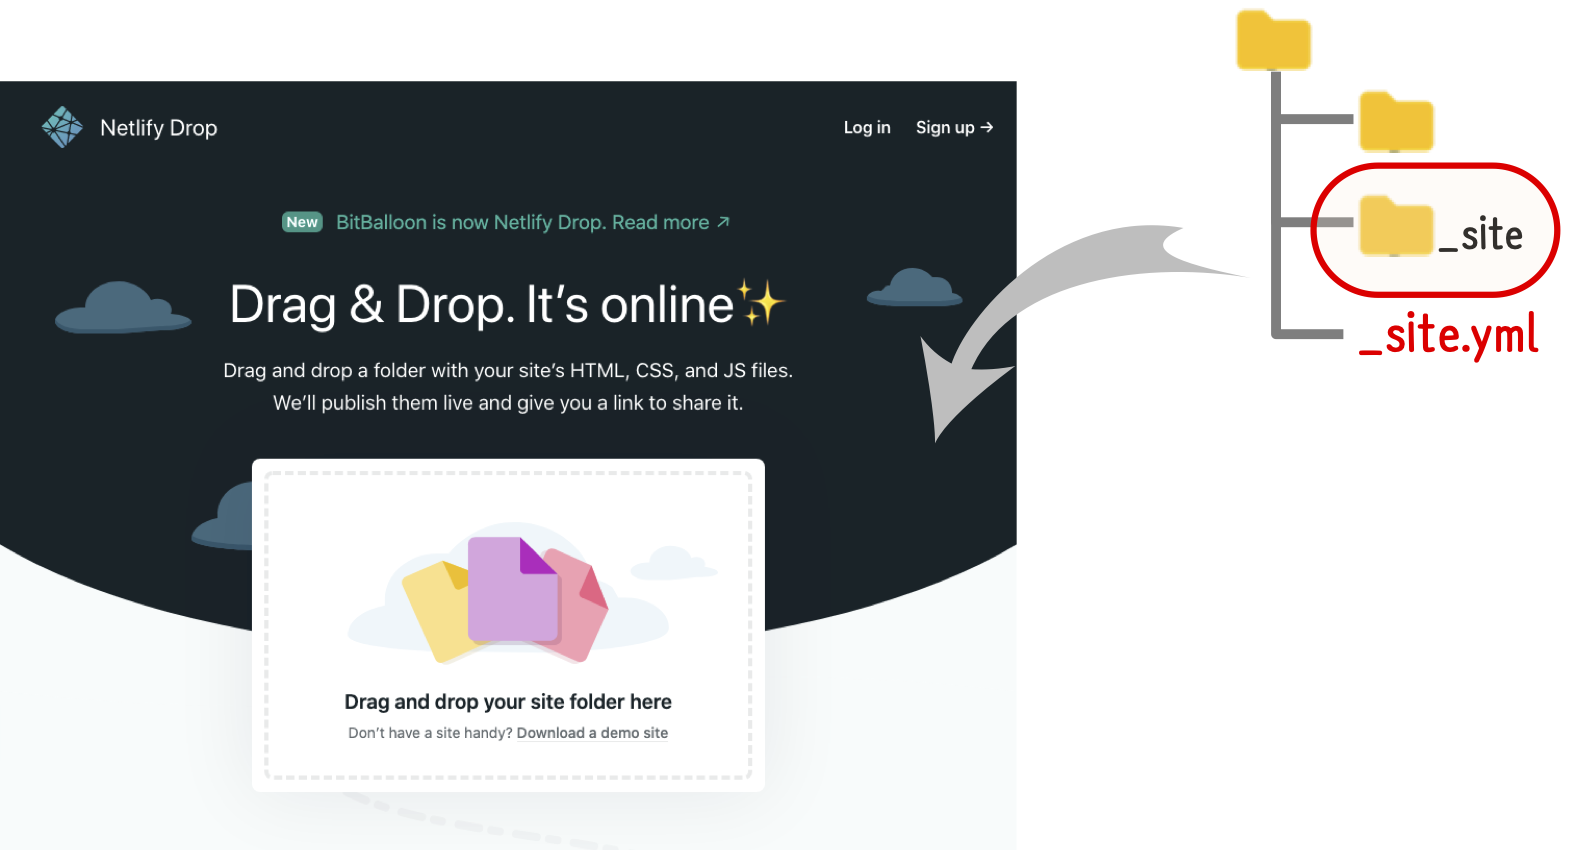 Netlify Drop
Log in
Sign up →
New
BitBalloon is now Netlify Drop. Read more ↗
Drag & Drop. It’s online✨
Drag and drop a folder with your site’s HTML, CSS, and JS files.
We’ll publish them live and give you a link to share it.
Drag and drop your site folder here
Don’t have a site handy? Download a demo site
_site
_site.yml